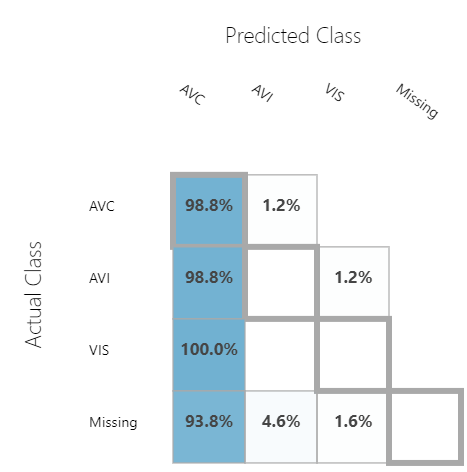 Predicted Class
AVC AVI VIS Missing
Actual Class
AVC 98.8% 1.2%
AVI 98.8% 1.2%
VIS 100.0%
Missing 93.8% 4.6% 1.6%